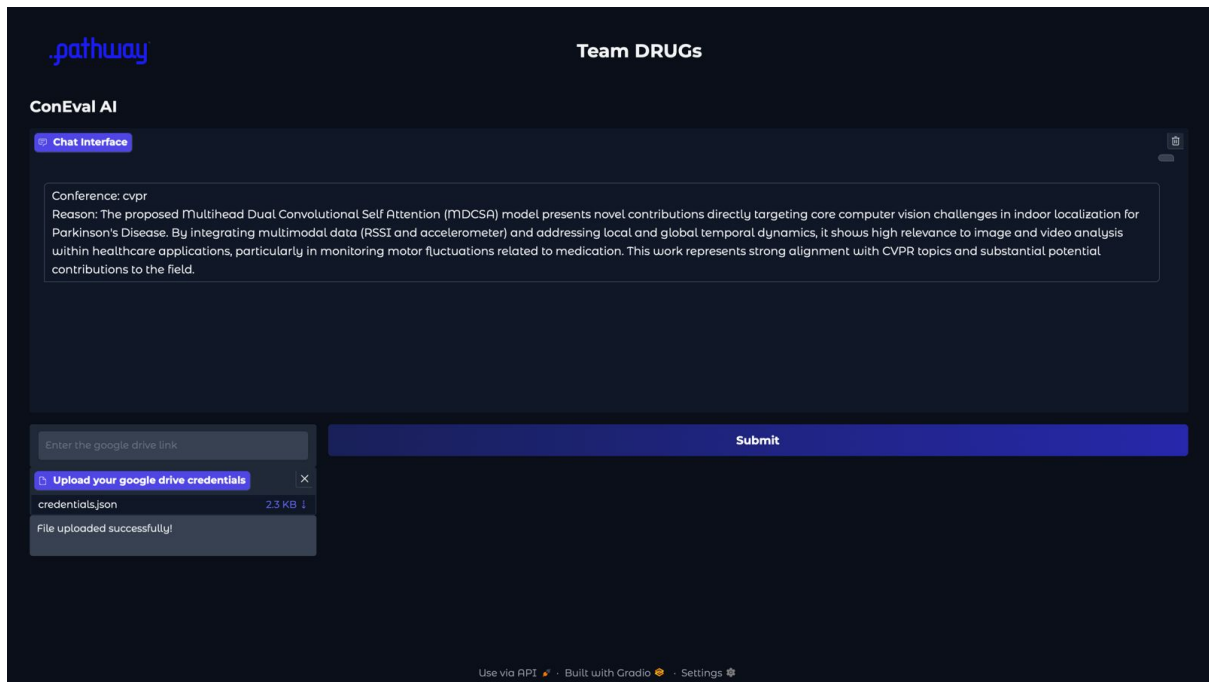 .pathway
Team DRUGs
ConEval AI
Chat Interface
Conference: cvpr
Reason: The proposed Multihead Dual Convolutional Self Attention (MDCSA) model presents novel contributions directly targeting core computer vision challenges in indoor localization for
Parkinson's Disease. By integrating multimodal data (RSSI and accelerometer) and addressing local and global temporal dynamics, it shows high relevance to image and video analysis
within healthcare applications, particularly in monitoring motor fluctuations related to medication. This work represents strong alignment with CVPR topics and substantial potential
contributions to the field.
Enter the google drive link
Submit
Upload your google drive credentials
credentials.json 2.3 KB ↓
File uploaded successfully!
Use via API · Built with Gradio · Settings